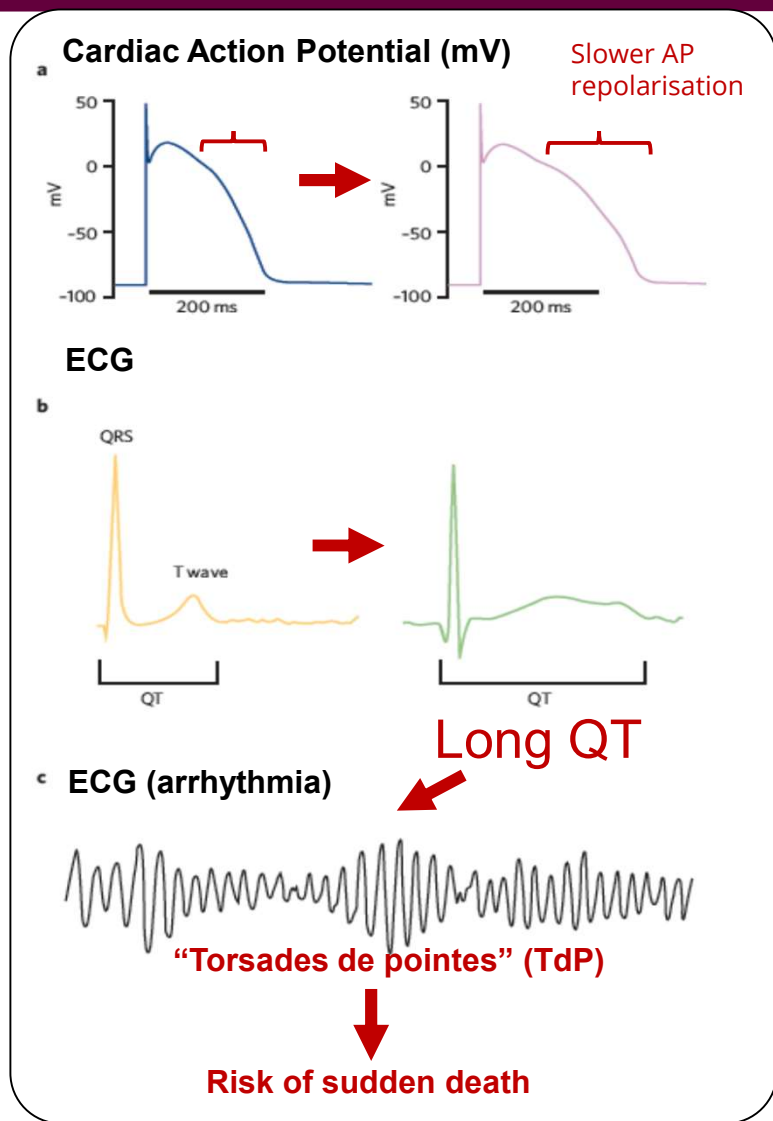 Cardiac Action Potential (mV)
Slower AP
repolarisation
a
50
0
-50
-100
mV
200 ms
50
0
-50
-100
mV
200 ms
ECG
b
QRS
T wave
QT
QT
Long QT
c
ECG (arrhythmia)
“Torsades de pointes” (TdP)
Risk of sudden death